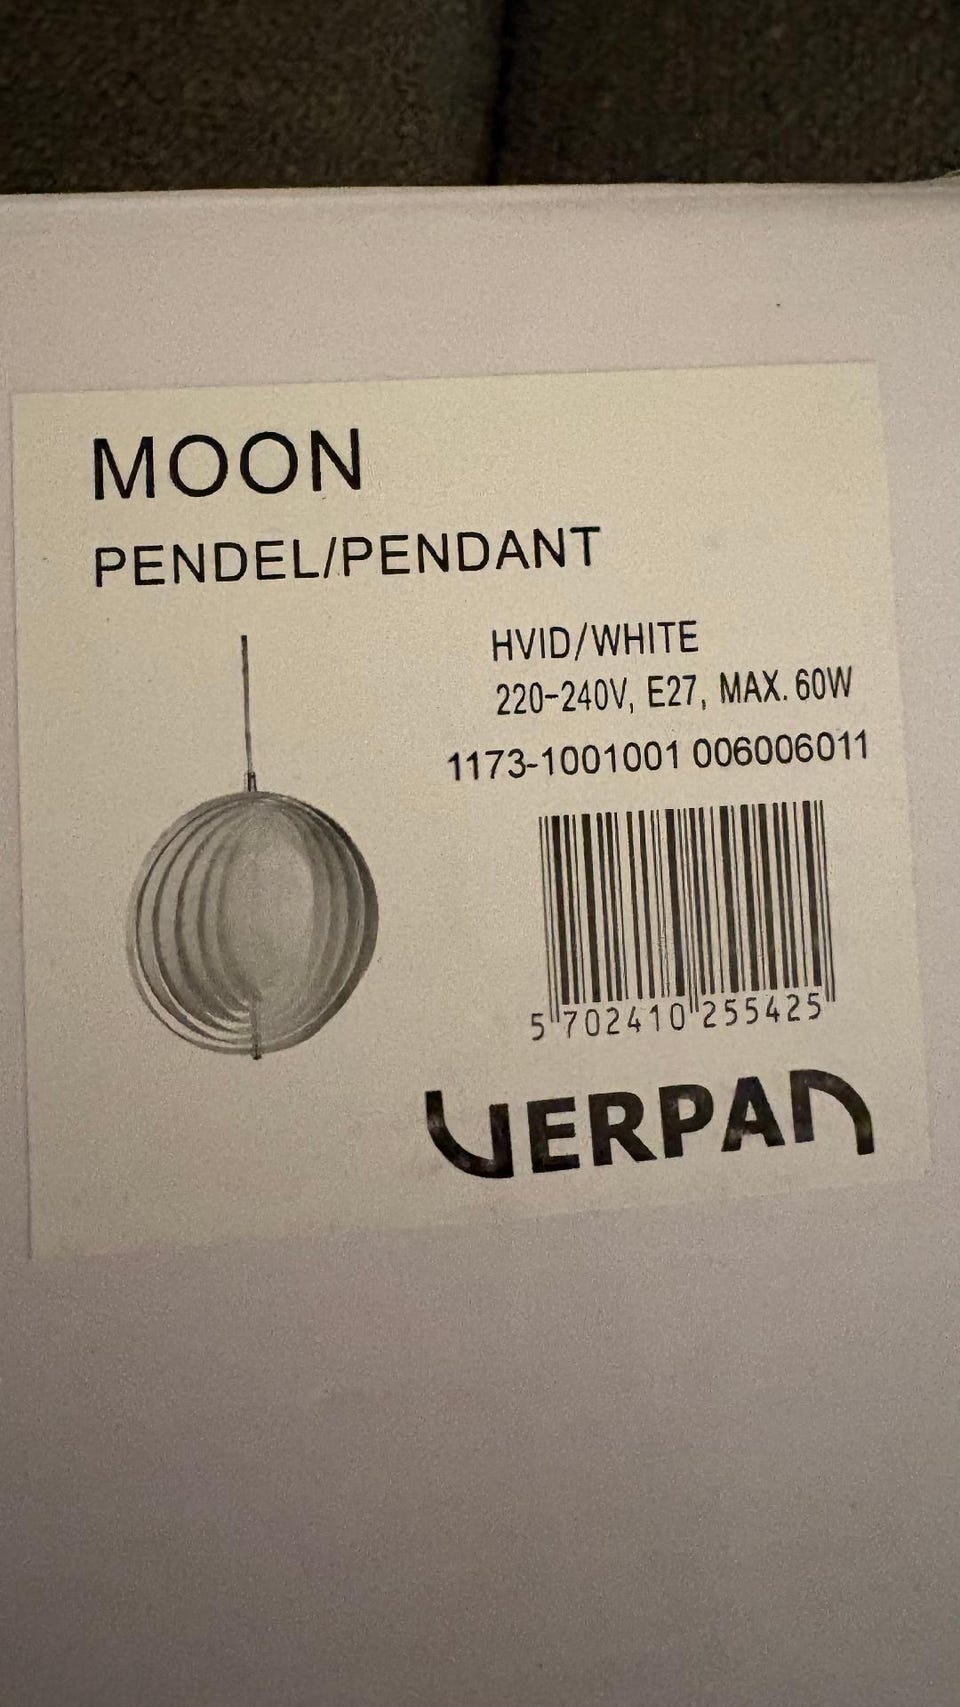 MOON
PENDEL/PENDANT
HVID/WHITE
220-240V, E27, MAX. 60W
1173-1001001 006006011
5 702410 255425
VERPAN